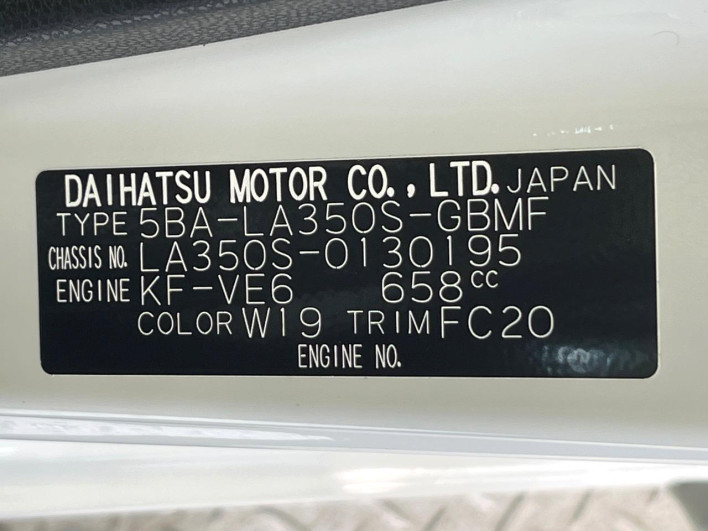 DAIHATSU MOTOR CO., LTD. JAPAN
TYPE 5BA-LA350S-GBMF
CHASSIS NO. LA350S-0130195
ENGINE KF-VE6 658cc
COLOR W19 TRIM FC20
ENGINE NO.